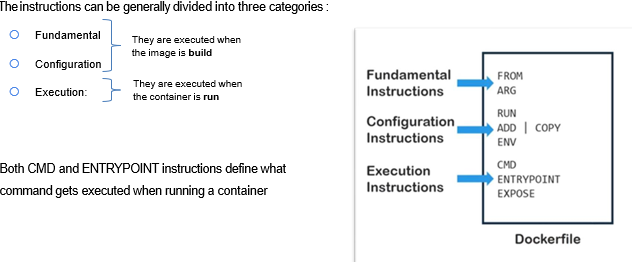 The instructions can be generally divided into three categories :
Fundamental
Configuration
They are executed when
the image is build
Execution:
They are executed when
the container is run
Both CMD and ENTRYPOINT instructions define what
command gets executed when running a container
Fundamental
Instructions
FROM
ARG
Configuration
Instructions
RUN
ADD | COPY
ENV
Execution
Instructions
CMD
ENTRYPOINT
EXPOSE
Dockerfile